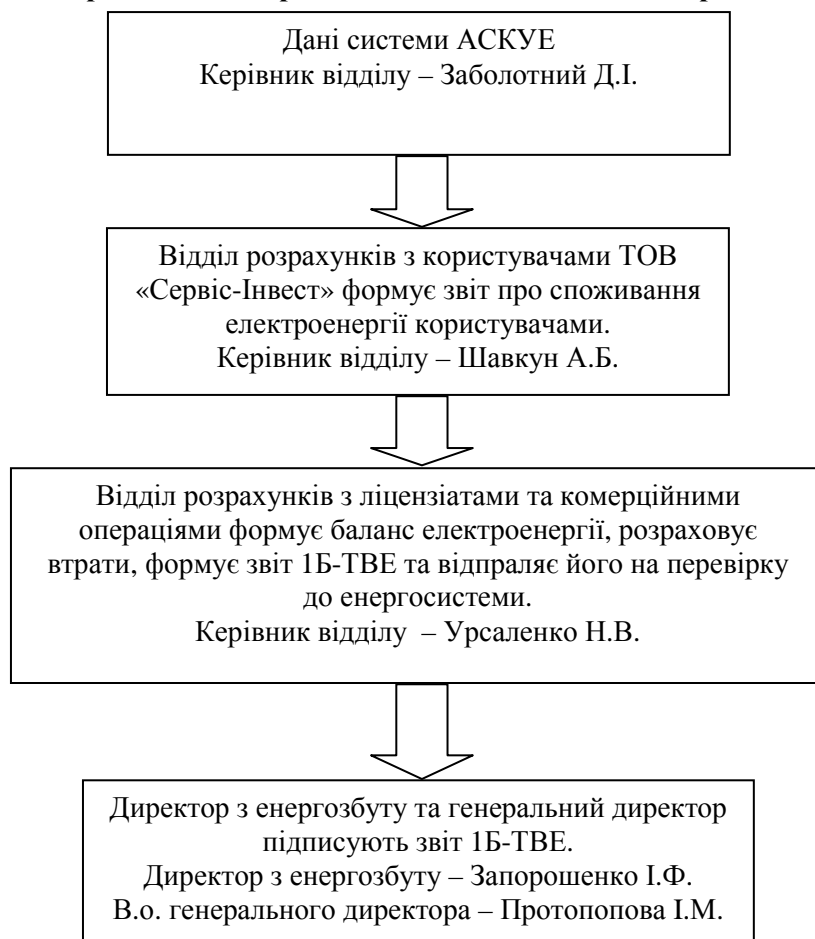 Дані системи АСКУЕ
Керівник відділу – Заболотний Д.І.
Відділ розрахунків з користувачами ТОВ
«Сервіс-Інвест» формує звіт про споживання
електроенергії користувачами.
Керівник відділу – Шавкун А.Б.
Відділ розрахунків з ліцензіатами та комерційними
операціями формує баланс електроенергії, розраховує
втрати, формує звіт 1Б-ТВЕ та відпраляє його на перевірку
до енергосистеми.
Керівник відділу – Урсаленко Н.В.
Директор з енергозбуту та генеральний директор
підписують звіт 1Б-ТВЕ.
Директор з енергозбуту – Запорошенко І.Ф.
В.о. генерального директора – Протопопова І.М.